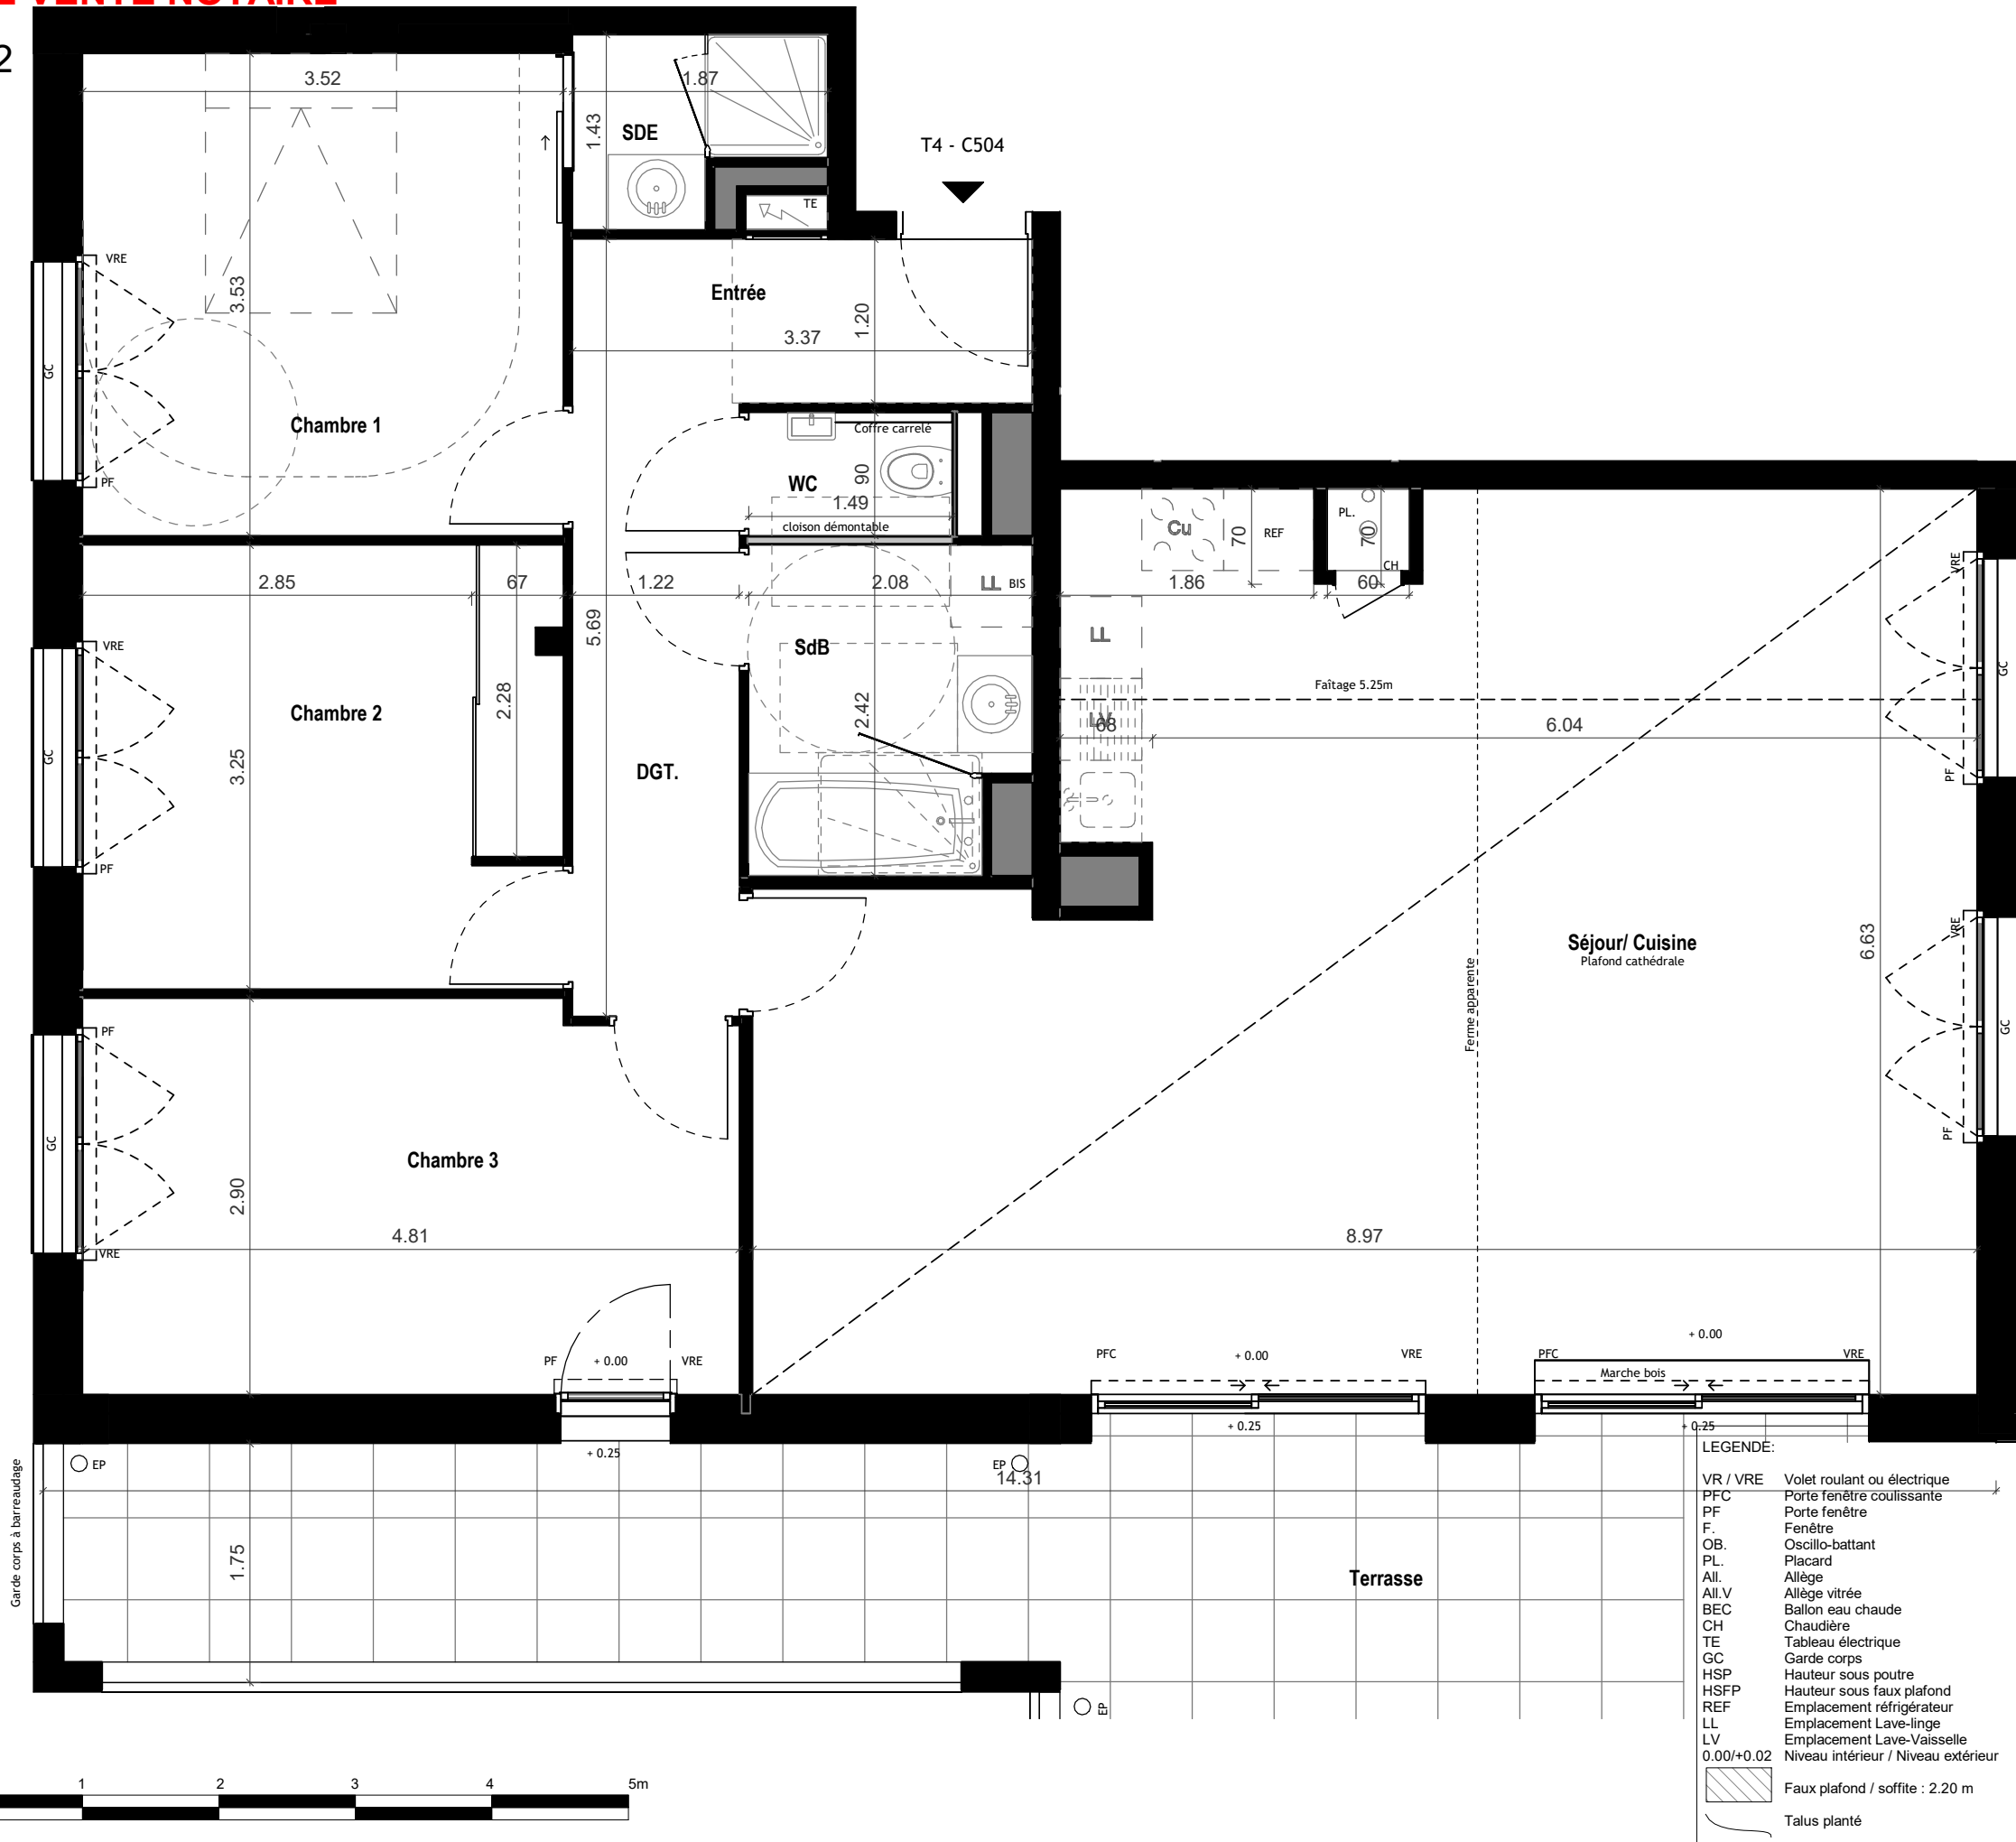 2
3.52
1.87
1.43
SDE
T4 - C504
TE
VRE
3.53
Entrée
1.20
3.37
GC
Chambre 1
Coffre carrelé
PF
WC
90
1.49
cloison démontable
Cu
70
REF
PL.
70
CH
2.85
67
1.22
2.08
LL
BIS
1.86
60
VRE
5.69
LL
VRE
SdB
GC
Faîtage 5.25m
2.28
Chambre 2
2.42
LV
68
6.04
GC
3.25
DGT.
PF
PF
Séjour/ Cuisine
Plafond cathédrale
VRE
6.63
Ferme apparente
PF
GC
GC
PF
Chambre 3
2.90
4.81
8.97
VRE
PF
+ 0.00
VRE
PFC
+ 0.00
VRE
PFC
+ 0.00
VRE
Marche bois
+ 0.25
+ 0.25
+ 0.25
EP
EP
14.31
Garde corps à barreaudage
1.75
Terrasse
EP
LEGENDE:
VR / VRE Volet roulant ou électrique
PFC Porte fenêtre coulissante
PF Porte fenêtre
F. Fenêtre
OB. Oscillo-battant
PL. Placard
All. Allège
All.V Allège vitrée
BEC Ballon eau chaude
CH Chaudière
TE Tableau électrique
GC Garde corps
HSP Hauteur sous poutre
HSFP Hauteur sous faux plafond
REF Emplacement réfrigérateur
LL Emplacement Lave-linge
LV Emplacement Lave-Vaisselle
0.00/+0.02 Niveau intérieur / Niveau extérieur
Faux plafond / soffite : 2.20 m
Talus planté
1 2 3 4 5m